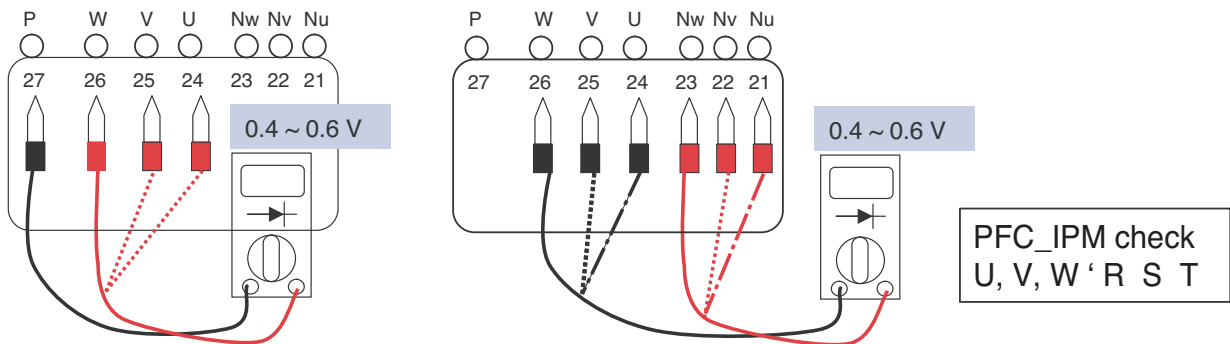 P W V U Nw Nv Nu
27 26 25 24 23 22 21
0.4 ~ 0.6 V
P W V U Nw Nv Nu
27 26 25 24 23 22 21
0.4 ~ 0.6 V
PFC_IPM check
U, V, W ‘ R S T